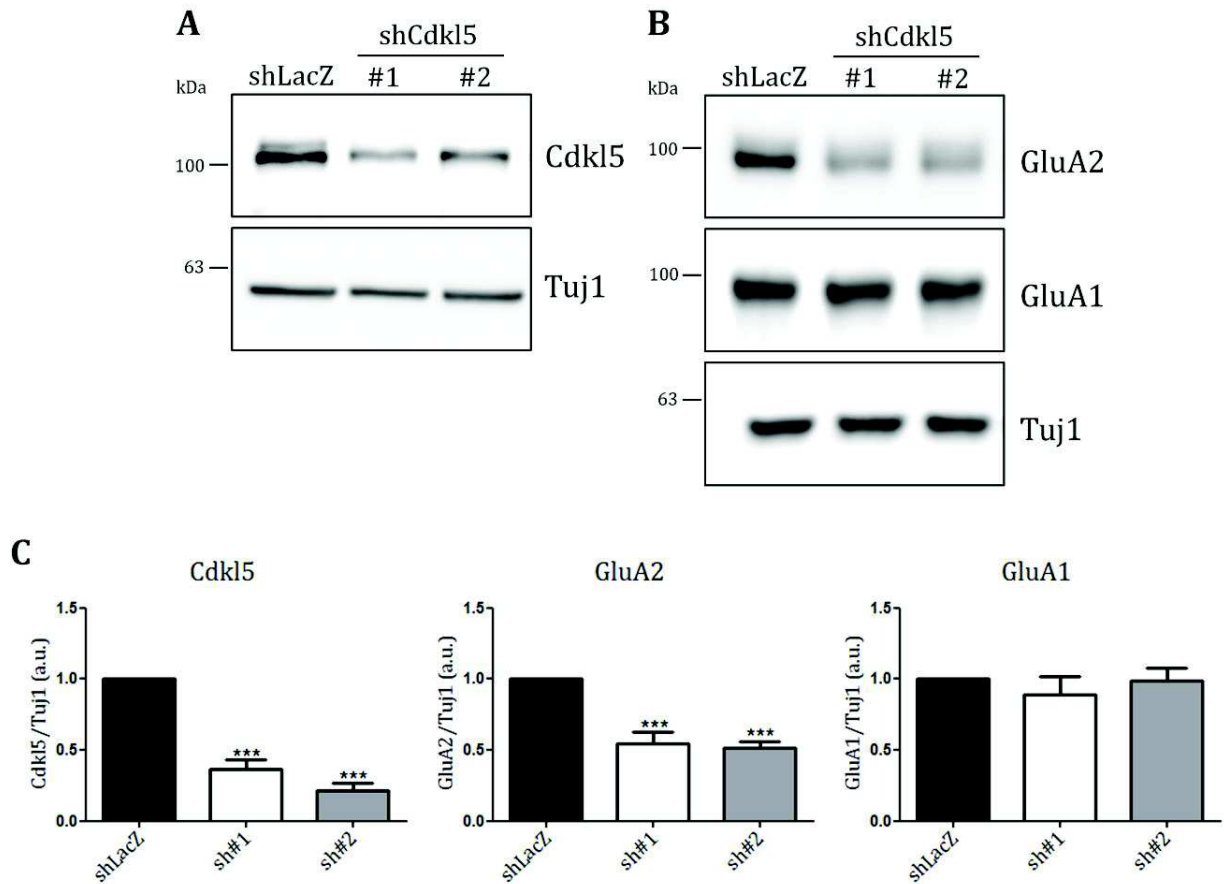 A
shCdkl5
shLacZ #1 #2
kDa
100
Cdkl5
63
Tuj1
B
shCdkl5
shLacZ #1 #2
kDa
100
GluA2
100
GluA1
63
Tuj1
C
Cdkl5
Cdkl5/Tuj1 (a.u.)
1.5
1.0
0.5
0.0
***
***
shLacZ
sh#1
sh#2
GluA2
GluA2/Tuj1 (a.u.)
1.5
1.0
0.5
0.0
***
***
shLacZ
sh#1
sh#2
GluA1
GluA1/Tuj1 (a.u.)
1.5
1.0
0.5
0.0
shLacZ
sh#1
sh#2